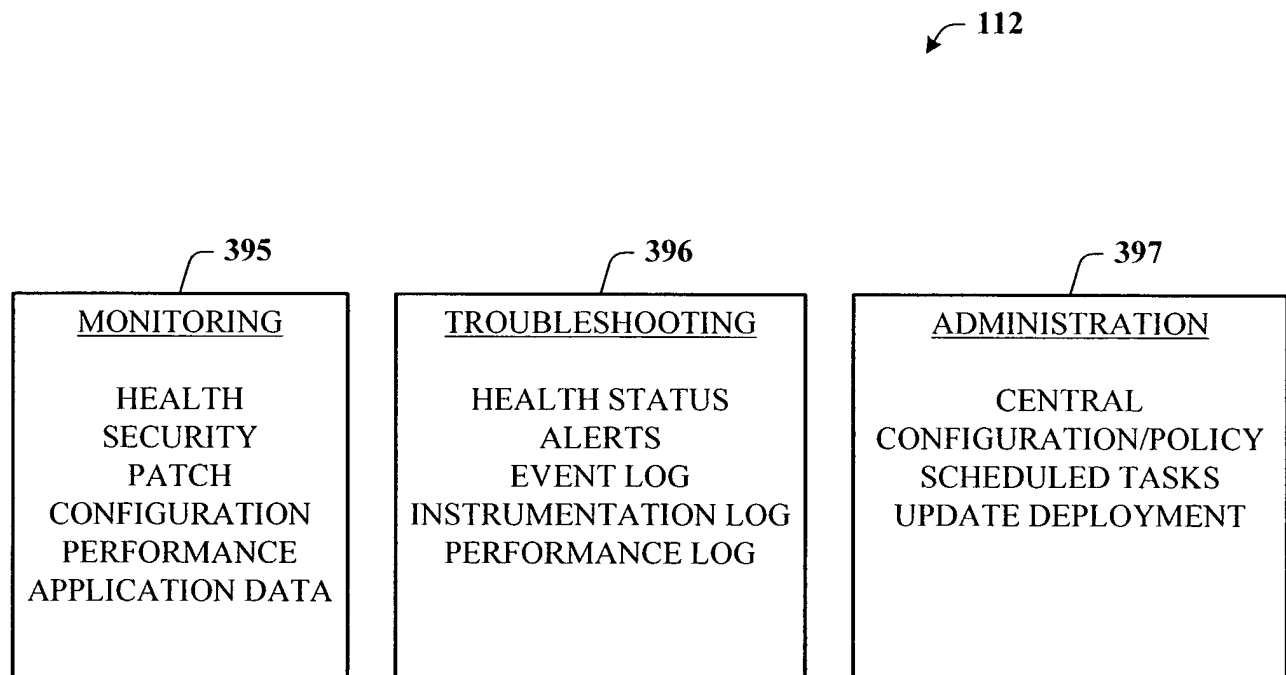 112
395
MONITORING
HEALTH
SECURITY
PATCH
CONFIGURATION
PERFORMANCE
APPLICATION DATA
396
TROUBLESHOOTING
HEALTH STATUS
ALERTS
EVENT LOG
INSTRUMENTATION LOG
PERFORMANCE LOG
397
ADMINISTRATION
CENTRAL
CONFIGURATION/POLICY
SCHEDULED TASKS
UPDATE DEPLOYMENT